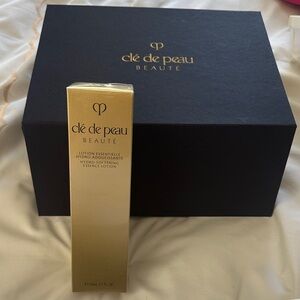 clé de peau
BEAUTÉ
clé de peau
BEAUTÉ
LOTION ESSENTIELLE
HYDRO-ADOUCISSANTE
HYDRO-SOFTENING
ESSENCE LOTION